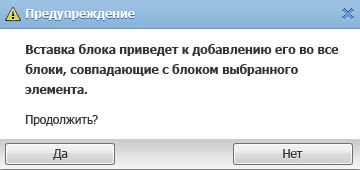 Предупреждение
Вставка блока приведет к добавлению его во все
блоки, совпадающие с блоком выбранного
элемента.
Продолжить?
Да
Нет